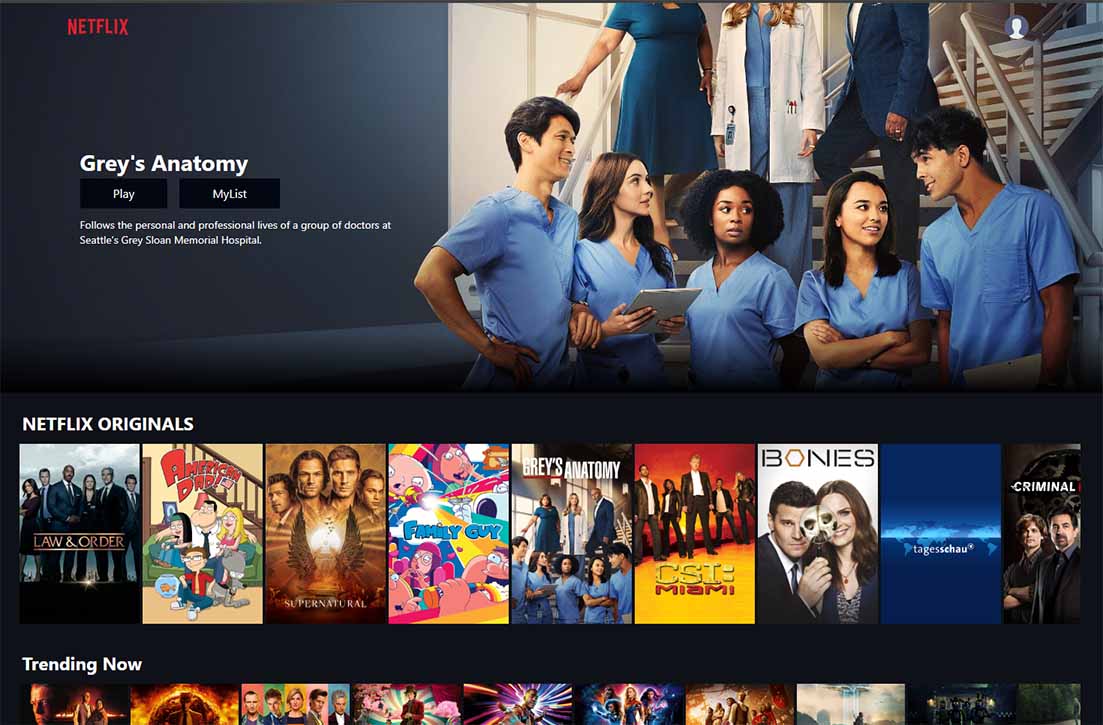 NETFLIX
Grey's Anatomy
Play
MyList
Follows the personal and professional lives of a group of doctors at
Seattle's Grey Sloan Memorial Hospital.
NETFLIX ORIGINALS
LAW & ORDER
AMERICAN
DAD!
SUPERNATURAL
FAMILY GUY
GREY'S ANATOMY
CSI:
MIAMI
BONES
tagesschau
CRIMINAL
Trending Now